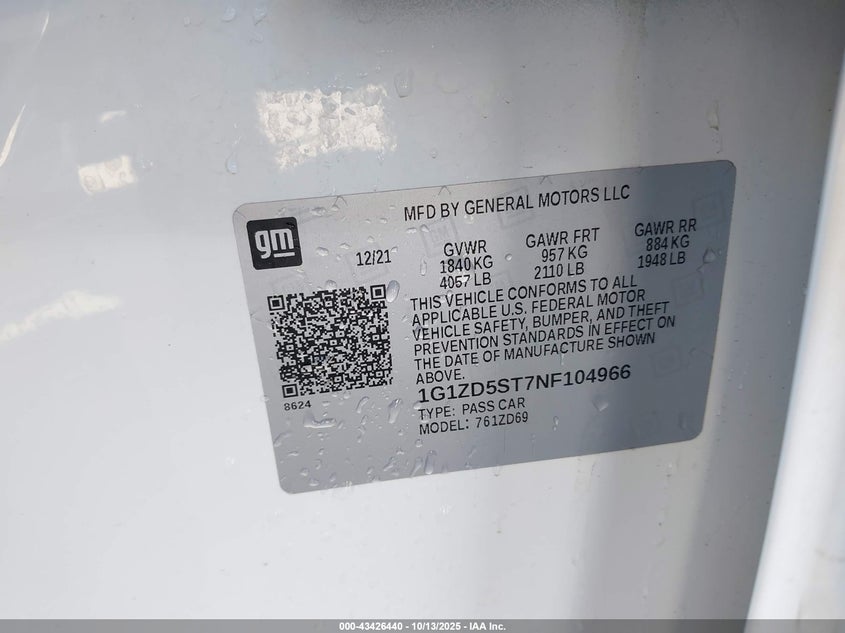 MFD BY GENERAL MOTORS LLC
gm
12/21
GVWR
1840 KG
4057 LB
GAWR FRT
957 KG
2110 LB
GAWR RR
884 KG
1948 LB
THIS VEHICLE CONFORMS TO ALL
APPLICABLE U.S. FEDERAL MOTOR
VEHICLE SAFETY, BUMPER, AND THEFT
PREVENTION STANDARDS IN EFFECT ON
THE DATE OF MANUFACTURE SHOWN
ABOVE.
1G1ZD5ST7NF104966
TYPE: PASS CAR
MODEL: 761ZD69
8624
000-43426440 - 10/13/2025 - IAA Inc.